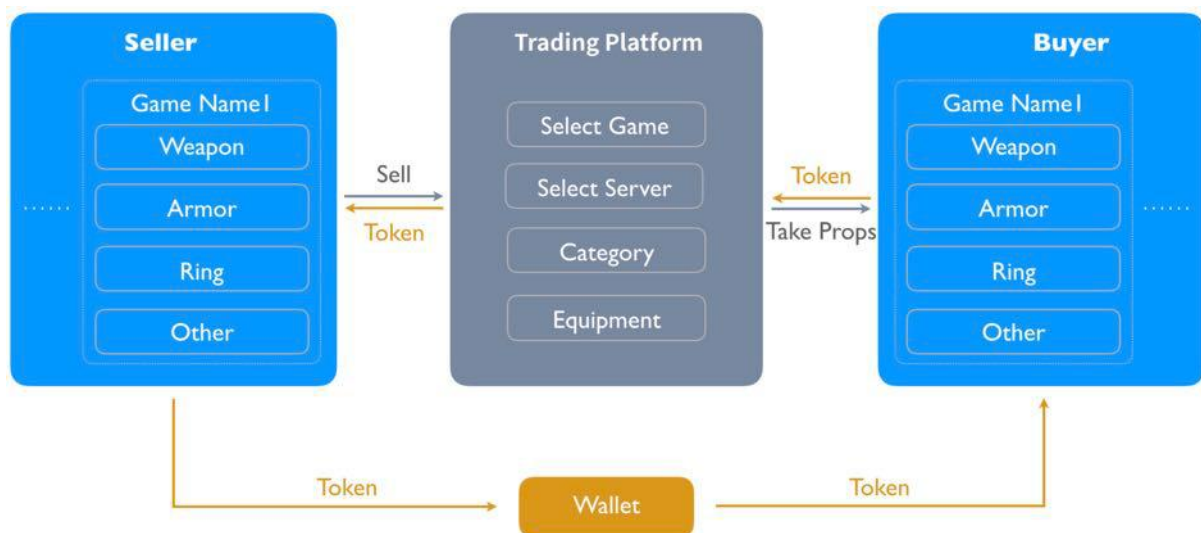 Seller
Game Name1
Weapon
Armor
Ring
Other
......
Sell
Token
Trading Platform
Select Game
Select Server
Category
Equipment
Token
Take Props
Buyer
Game Name1
Weapon
Armor
Ring
Other
......
Token
Wallet
Token